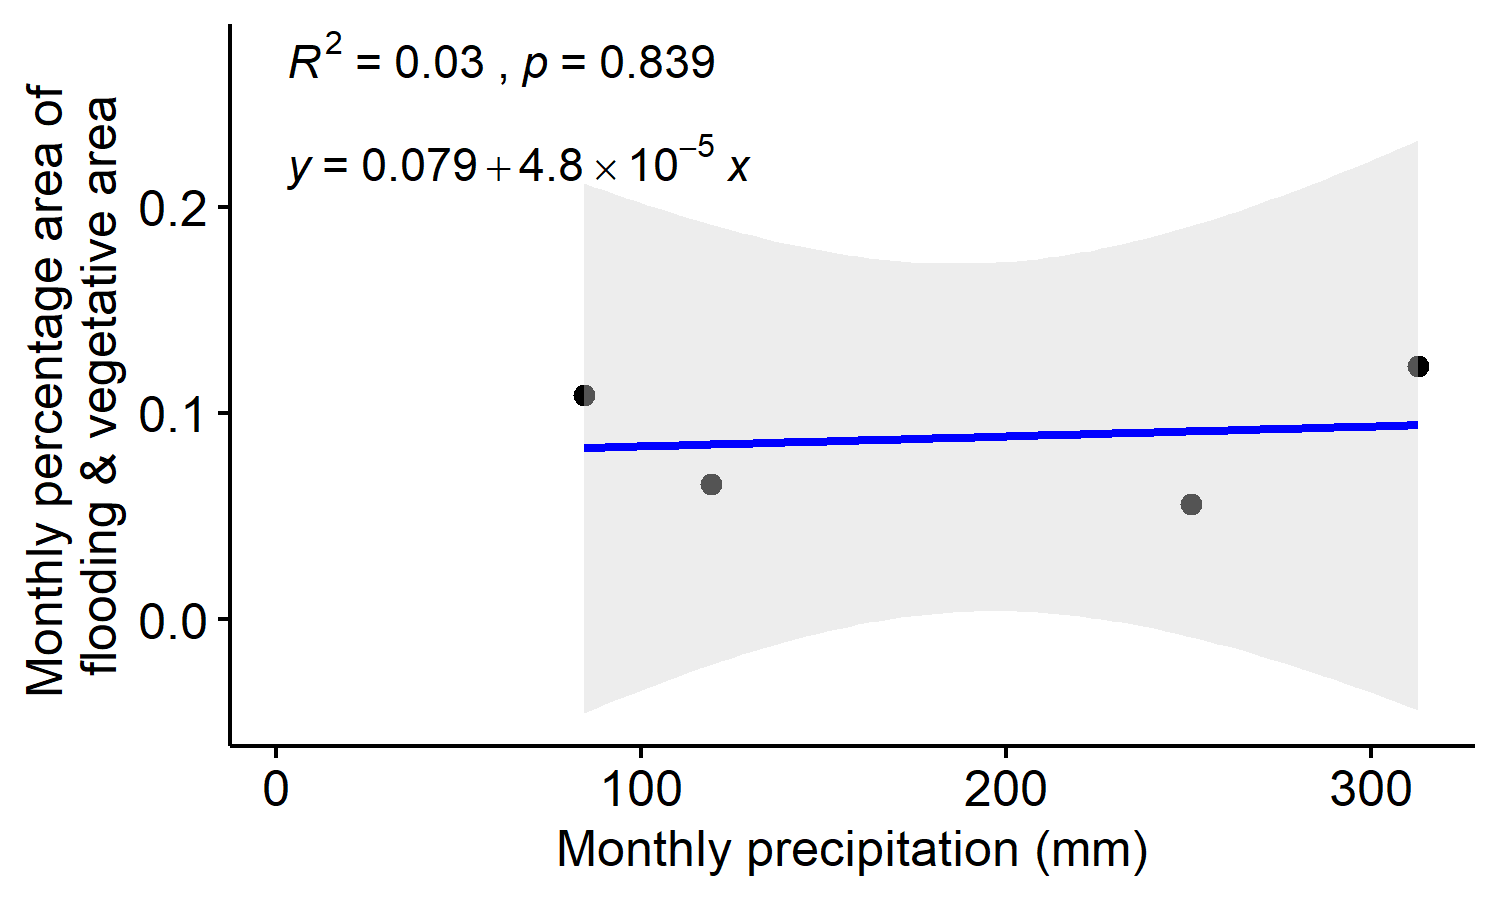 R² = 0.03 , p = 0.839
y = 0.079 + 4.8 × 10⁻⁵ x
Monthly percentage area of
flooding & vegetative area
0.2
0.1
0.0
0 100 200 300
Monthly precipitation (mm)